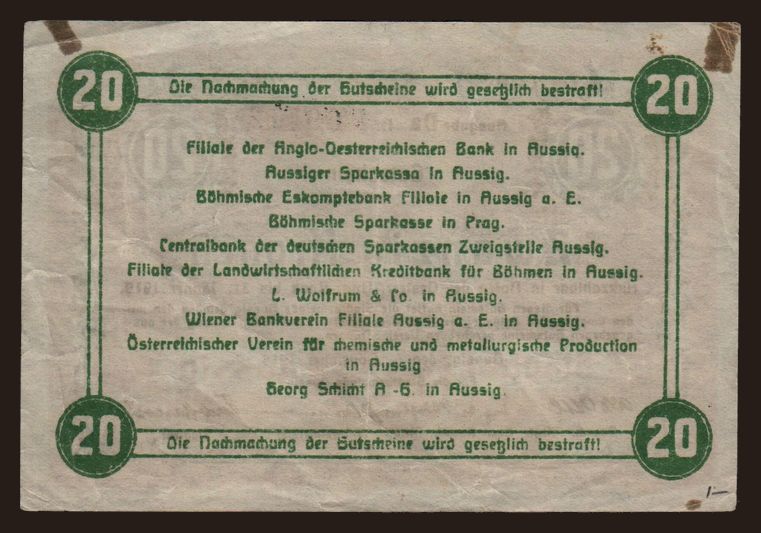 20 Die Nachmachung der Gutscheine wird gesetzlich bestraft! 20
Filiale der Anglo-Oesterreichischen Bank in Aussig.
Aussiger Sparkassa in Aussig.
Böhmische Eskomptebank Filiale in Aussig a. E.
Böhmische Sparkasse in Prag.
Centralbank der deutschen Sparkassen Zweigstelle Aussig.
Filiale der Landwirtschaftlichen Kreditbank für Böhmen in Aussig.
L. Wolfrum & Co. in Aussig.
Wiener Bankverein Filiale Aussig a. E. in Aussig.
Österreichischer Verein für chemische und metallurgische Production
in Aussig
Georg Schicht A.-G. in Aussig.
20 Die Nachmachung der Gutscheine wird gesetzlich bestraft! 20
1-